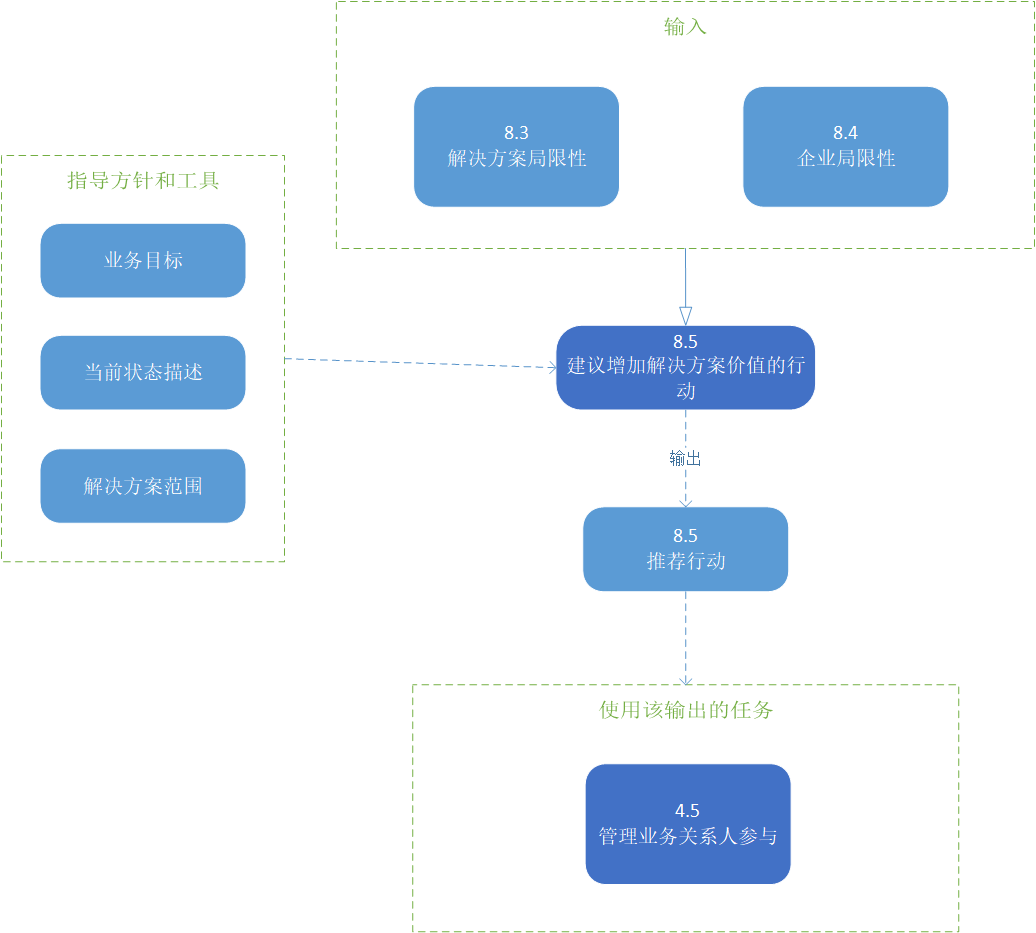 输入
8.3
解决方案局限性
8.4
企业局限性
指导方针和工具
业务目标
当前状态描述
解决方案范围
8.5
建议增加解决方案价值的行
动
输出
8.5
推荐行动
使用该输出的任务
4.5
管理业务关系人参与